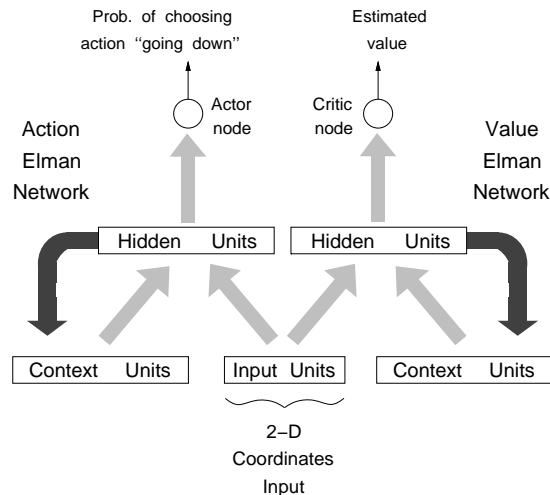 Prob. of choosing
action “going down”
Estimated
value
Actor
node
Critic
node
Action
Elman
Network
Value
Elman
Network
Hidden Units
Hidden Units
Context Units
Input Units
Context Units
2−D
Coordinates
Input